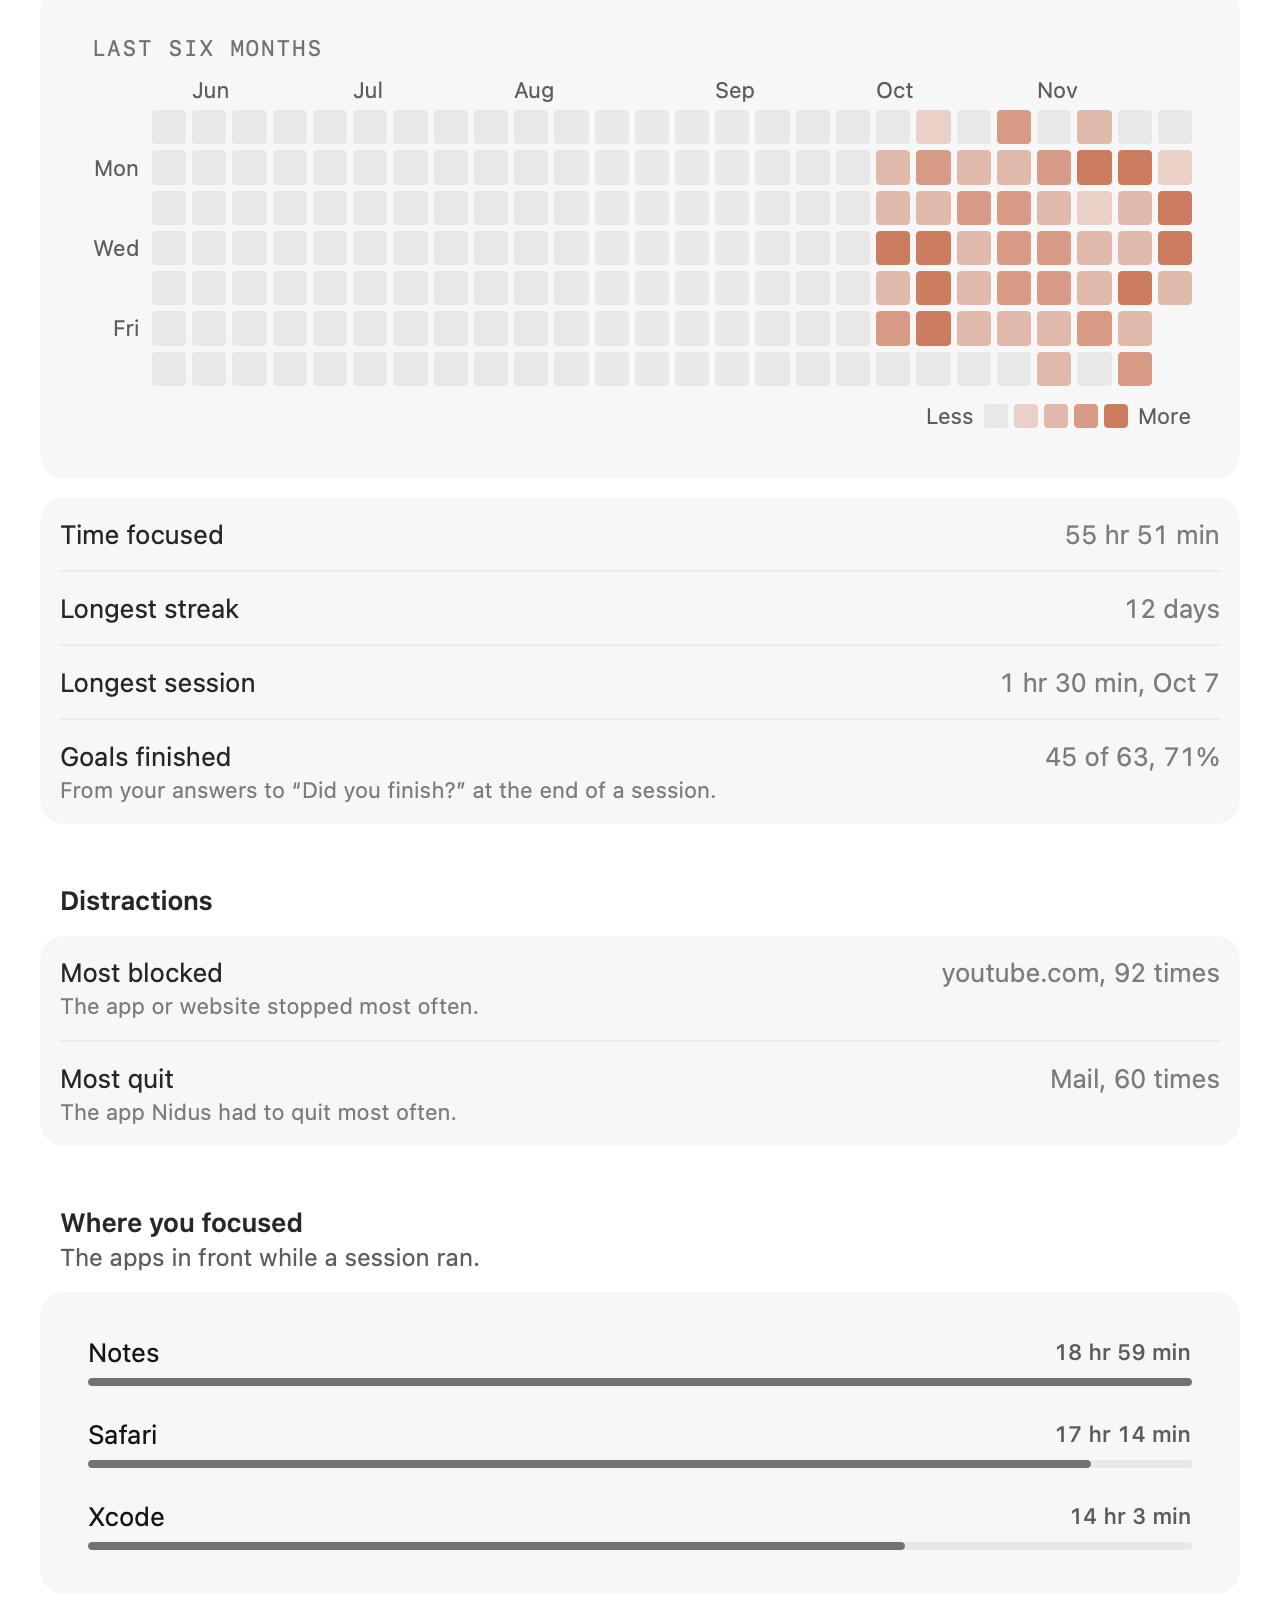 LAST SIX MONTHS
Jun Jul Aug Sep Oct Nov
Mon
Wed
Fri
Less More
Time focused 55 hr 51 min
Longest streak 12 days
Longest session 1 hr 30 min, Oct 7
Goals finished 45 of 63, 71%
From your answers to “Did you finish?” at the end of a session.
Distractions
Most blocked youtube.com, 92 times
The app or website stopped most often.
Most quit Mail, 60 times
The app Nidus had to quit most often.
Where you focused
The apps in front while a session ran.
Notes 18 hr 59 min
Safari 17 hr 14 min
Xcode 14 hr 3 min